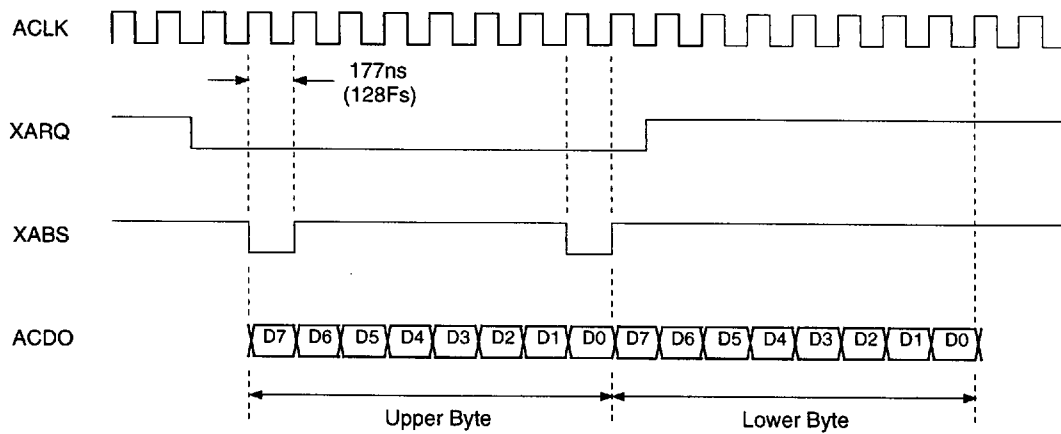 ACLK
177ns
(128Fs)
XARQ
XABS
ACDO
D7 D6 D5 D4 D3 D2 D1 D0 D7 D6 D5 D4 D3 D2 D1 D0
Upper Byte
Lower Byte